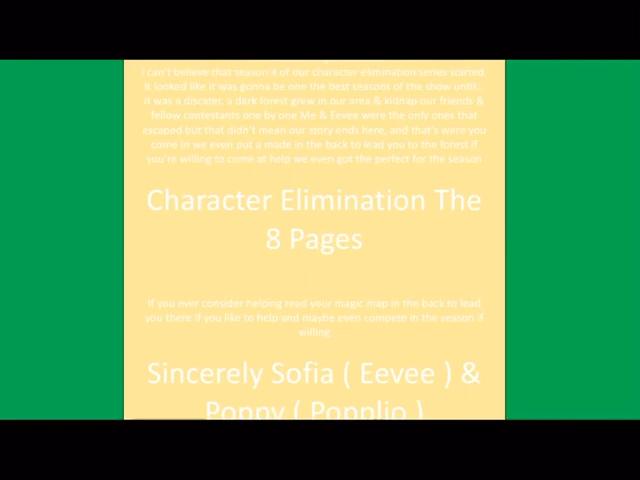 I can't believe that season 4 of our character elimination series started
it looked like it was gonna be one the best seasons of the show until...
it was a discater, a dark forest grew in our area & kidnap our friends &
fellow contestants one by one Me & Eevee were the only ones that
escaped but that didn't mean our story ends here, and that's were you
come in we even put a made in the back to lead you to the forest if
you're willing to come at help we even got the perfect for the season
Character Elimination The
8 Pages
If you ever consider helping read your magic map in the back to lead
you there if you like to help and maybe even compete in the season if
willing
Sincerely Sofia ( Eevee ) &
Poppy ( Popplio )